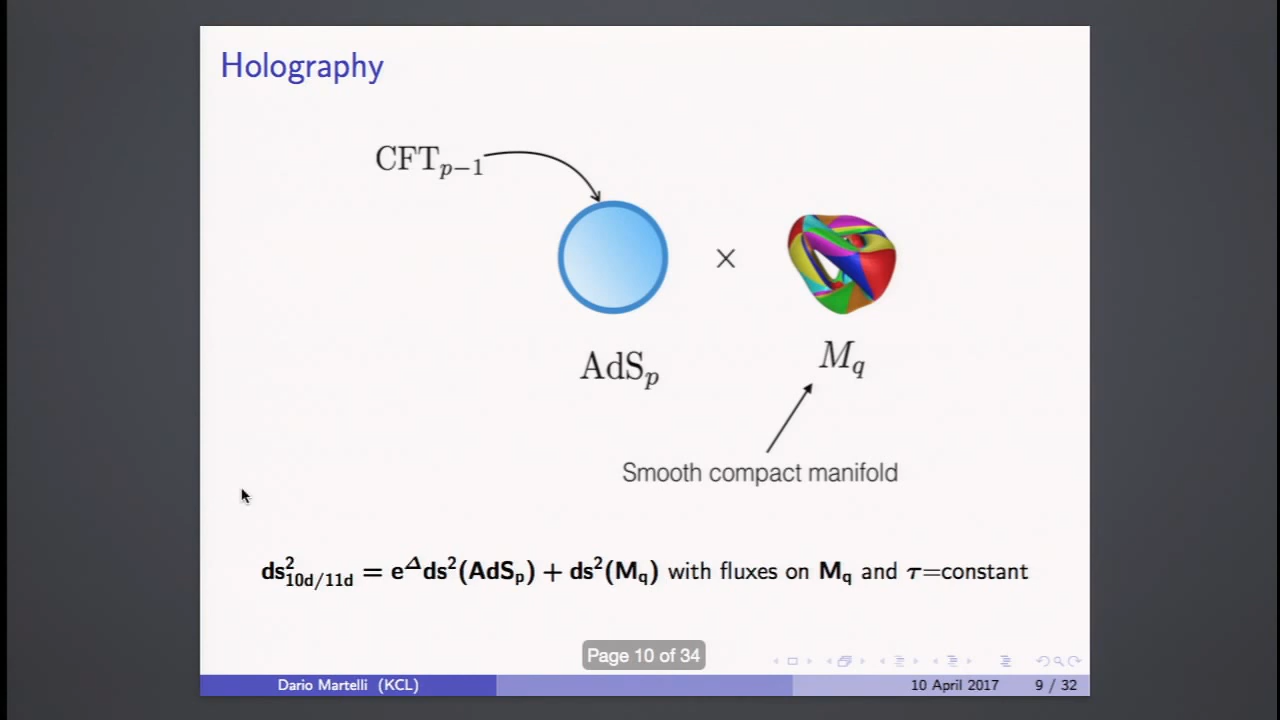 Holography
CFT_{p−1}
×
AdS_p
M_q
Smooth compact manifold
ds²_{10d/11d} = e^Δ ds²(AdS_p) + ds²(M_q) with fluxes on M_q and τ=constant
Page 10 of 34
Dario Martelli (KCL)
10 April 2017
9 / 32